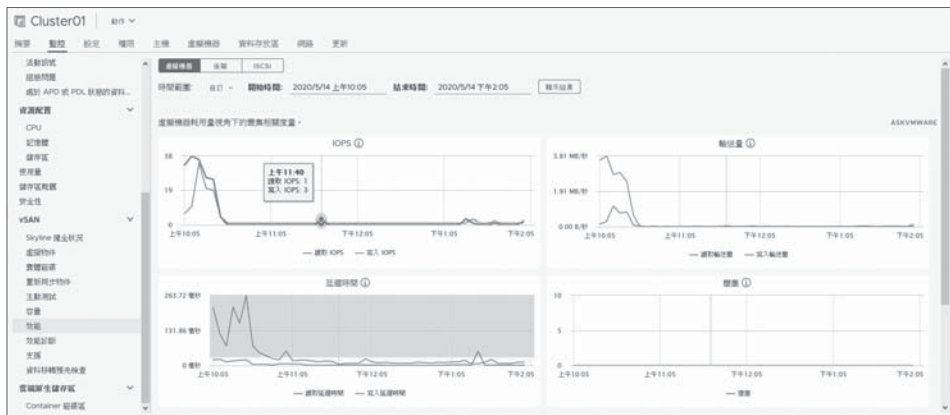 Cluster01
動作
摘要 監控 設定 權限 主機 虛擬機器 資料存放區 網路 更新
活動訊號
組態問題
處於 APD 或 PDL 狀態的資料...
資源配置
CPU
記憶體
儲存區
使用量
儲存區概觀
安全性
vSAN
Skyline 健全狀況
虛擬物件
實體磁碟
重新同步物件
主動測試
容量
效能
效能診斷
支援
資料移轉預先檢查
雲端原生儲存區
Container 磁碟區
虛擬機器 後端 ISCSI
時間範圍: 自訂 開始時間: 2020/5/14 上午10:05 結束時間: 2020/5/14 下午2:05 顯示結果
虛擬機器耗用量視角下的叢集相關度量。
ASKVMWARE
IOPS
38
19
0
上午11:40
讀取 IOPS: 1
寫入 IOPS: 3
上午10:05 上午11:05 下午12:05 下午1:05 下午2:05
讀取 IOPS 寫入 IOPS
輸送量
3.81 MB/秒
1.91 MB/秒
0.00 B/秒
上午10:05 上午11:05 下午12:05 下午1:05 下午2:05
讀取輸送量 寫入輸送量
延遲時間
263.72 毫秒
131.86 毫秒
0 毫秒
上午10:05 上午11:05 下午12:05 下午1:05 下午2:05
讀取延遲時間 寫入延遲時間
壅塞
10
5
0
上午10:05 上午11:05 下午12:05 下午1:05 下午2:05
壅塞